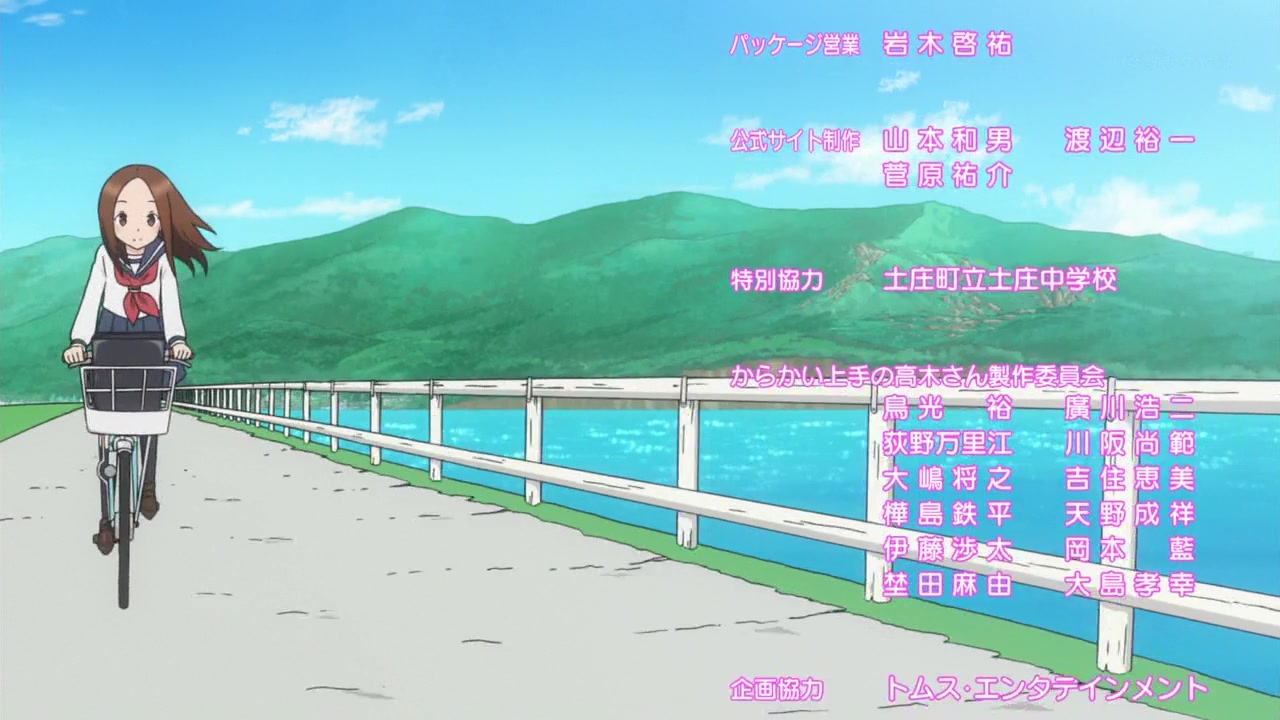 パッケージ営業 岩木啓祐
公式サイト制作 山本和男 渡辺裕一
菅原祐介
特別協力 土庄町立土庄中学校
からかい上手の高木さん製作委員会
鳥光 裕 廣川浩二
荻野万里江 川阪尚範
大嶋将之 吉住恵美
樺島鉄平 天野成祥
伊藤渉太 岡本 藍
埜田麻由 大島孝幸
企画協力 トムス・エンタテインメント